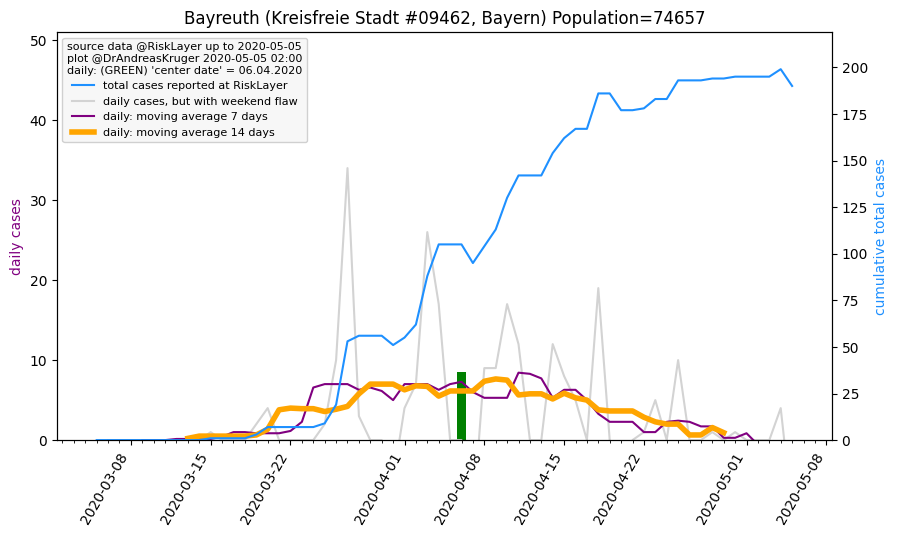 Bayreuth (Kreisfreie Stadt #09462, Bayern) Population=74657
source data @RiskLayer up to 2020-05-05
plot @DrAndreasKruger 2020-05-05 02:00
daily: (GREEN) 'center date' = 06.04.2020
total cases reported at RiskLayer
daily cases, but with weekend flaw
daily: moving average 7 days
daily: moving average 14 days
daily cases
50
40
30
20
10
0
cumulative total cases
200
175
150
125
100
75
50
25
0
2020-03-08
2020-03-15
2020-03-22
2020-04-01
2020-04-08
2020-04-15
2020-04-22
2020-05-01
2020-05-08